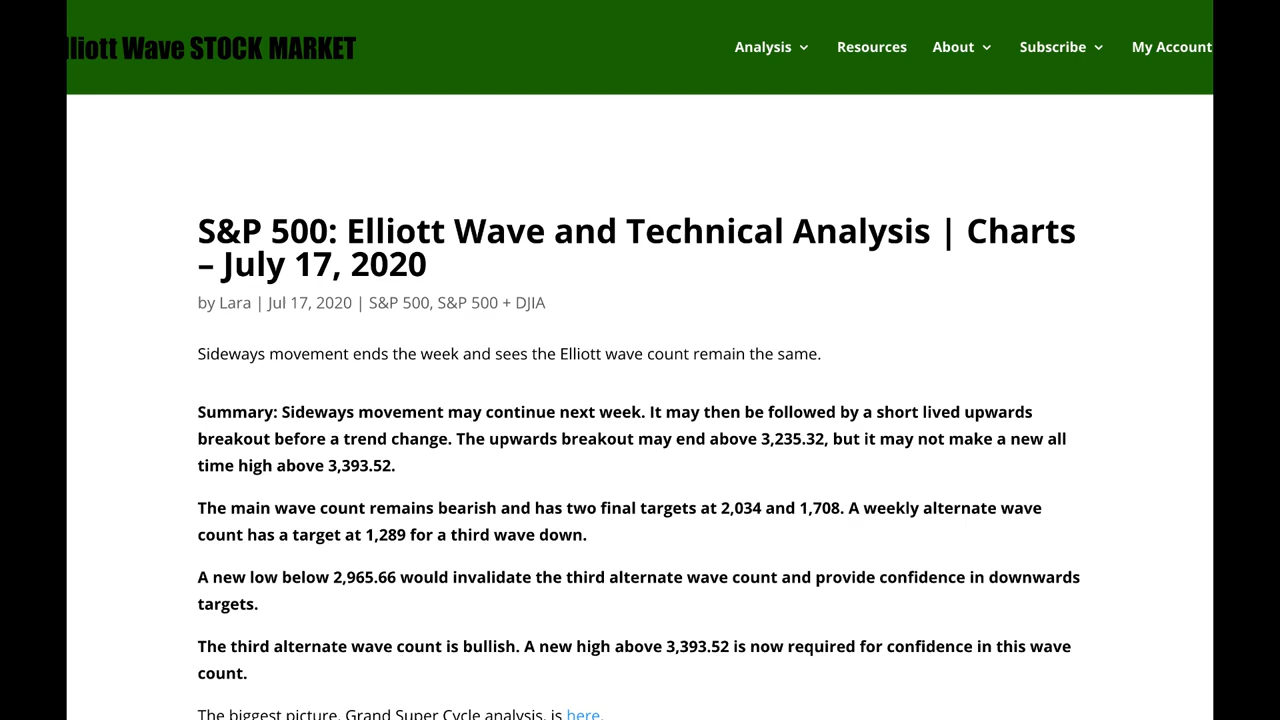 lliott Wave STOCK MARKET
Analysis Resources About Subscribe My Account
S&P 500: Elliott Wave and Technical Analysis | Charts
– July 17, 2020
by Lara | Jul 17, 2020 | S&P 500, S&P 500 + DJIA
Sideways movement ends the week and sees the Elliott wave count remain the same.
Summary: Sideways movement may continue next week. It may then be followed by a short lived upwards
breakout before a trend change. The upwards breakout may end above 3,235.32, but it may not make a new all
time high above 3,393.52.
The main wave count remains bearish and has two final targets at 2,034 and 1,708. A weekly alternate wave
count has a target at 1,289 for a third wave down.
A new low below 2,965.66 would invalidate the third alternate wave count and provide confidence in downwards
targets.
The third alternate wave count is bullish. A new high above 3,393.52 is now required for confidence in this wave
count.
The biggest picture, Grand Super Cycle analysis, is here.